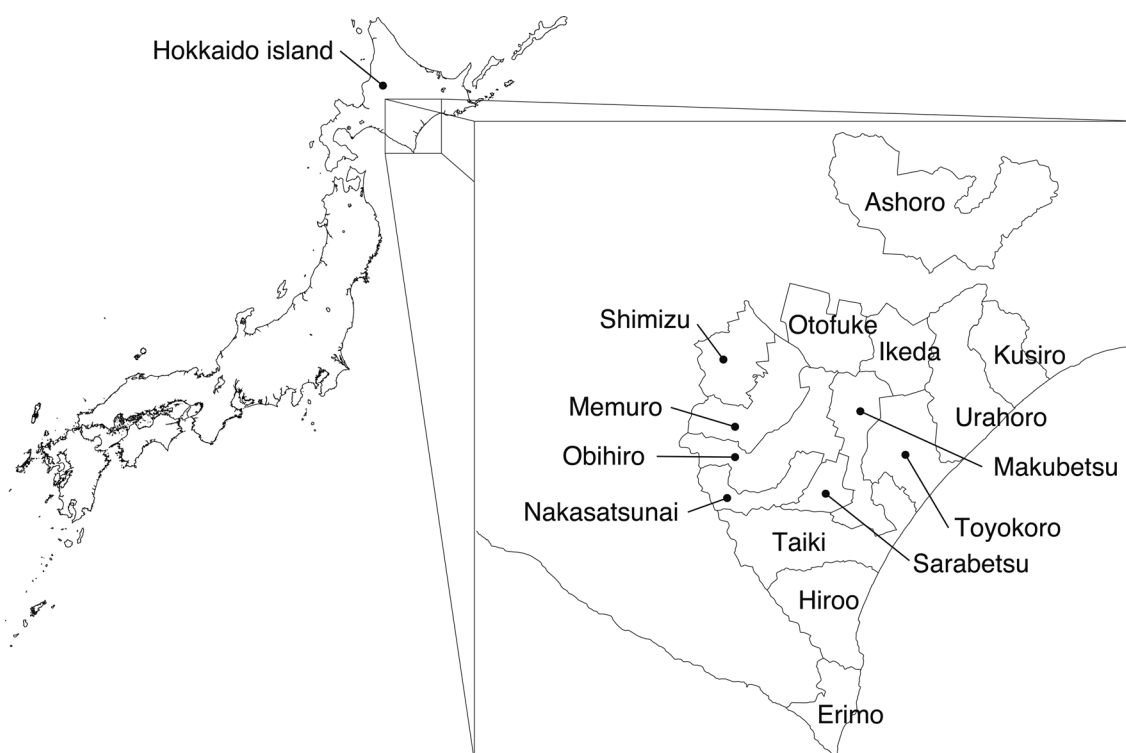 Hokkaido island
Ashoro
Shimizu
Otofuke
Ikeda
Kusiro
Memuro
Urahoro
Obihiro
Makubetsu
Nakasatsunai
Toyokoro
Taiki
Sarabetsu
Hiroo
Erimo